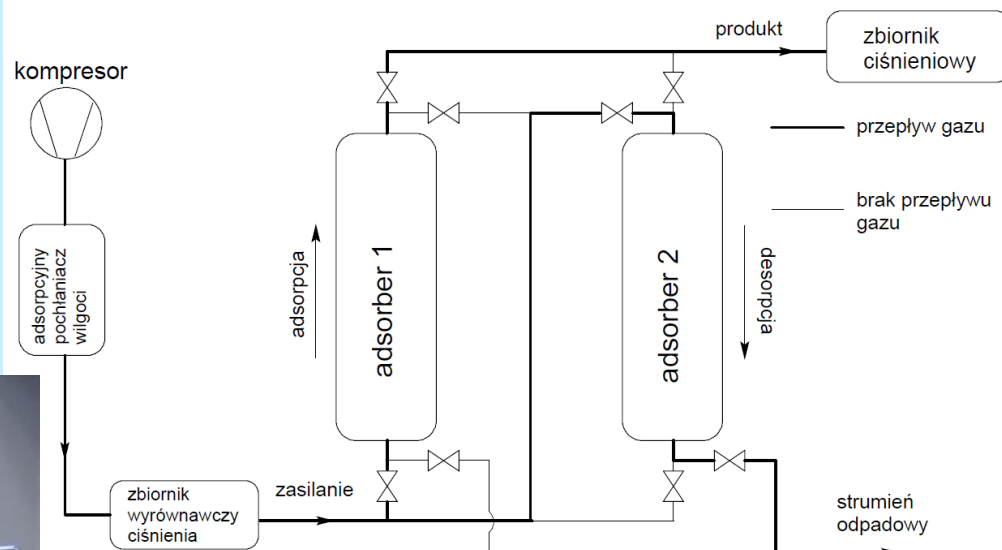 produkt
zbiornik
ciśnieniowy
kompresor
przepływ gazu
brak przepływu
gazu
adsorpcyjny
pochłaniacz
wilgoci
adsorpcja
adsorber 1
adsorber 2
desorpcja
zbiornik
wyrównawczy
ciśnienia
zasilanie
strumień
odpadowy